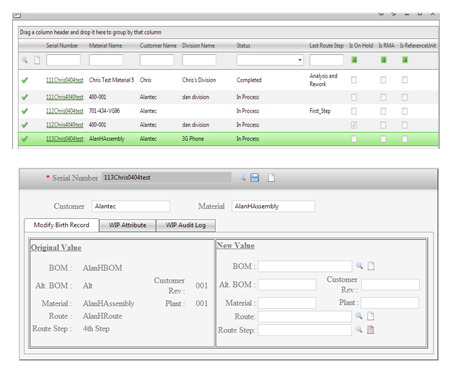 Drag a column header and drop it here to group by that column
Serial Number Material Name Customer Name Division Name Status Last Route Step Is On Hold Is RMA Is ReferenceUnit
111Chris0404test Chris Test Material 5 Chris Chris's Division Completed Analysis and Rework
111Chris4040test 400-001 Alantec dan division In Process
112Chris0404test 701-434-VG96 Alantec In Process First_Step
112Chris4040test 400-001 Alantec dan division In Process
113Chris0404test AlanHAssembly Alantec 3G Phone In Process
* Serial Number 113Chris0404test
Customer Alantec Material AlanHAssembly
Modify Birth Record WIP Attribute WIP Audit Log
Original Value
BOM : AlanHBOM
Alt. BOM : Alt Customer Rev : 001
Material : AlanHAssembly Plant : 001
Route : AlanHRoute
Route Step : 4th Step
New Value
BOM :
Alt. BOM : Customer Rev :
Material : Plant :
Route:
Route Step: